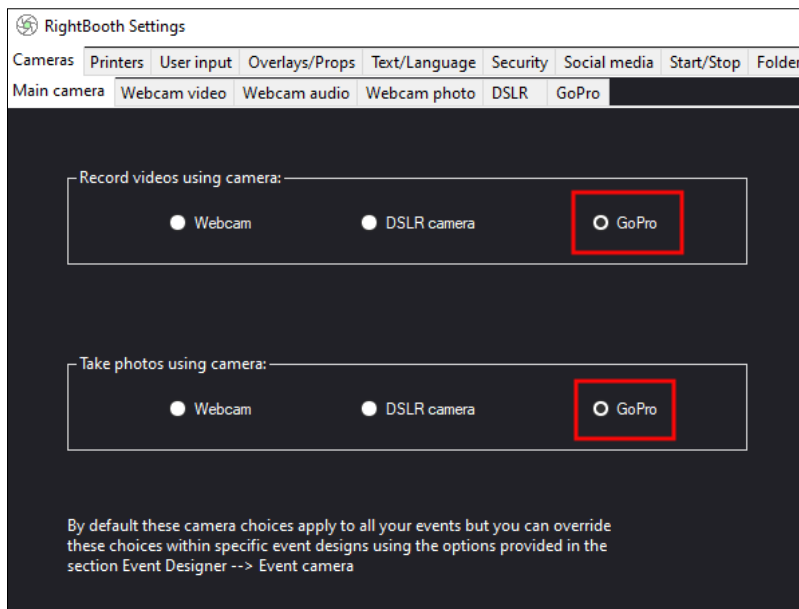 RightBooth Settings
Cameras Printers User input Overlays/Props Text/Language Security Social media Start/Stop Folder
Main camera Webcam video Webcam audio Webcam photo DSLR GoPro
Record videos using camera:
Webcam DSLR camera GoPro
Take photos using camera:
Webcam DSLR camera GoPro
By default these camera choices apply to all your events but you can override
these choices within specific event designs using the options provided in the
section Event Designer --> Event camera